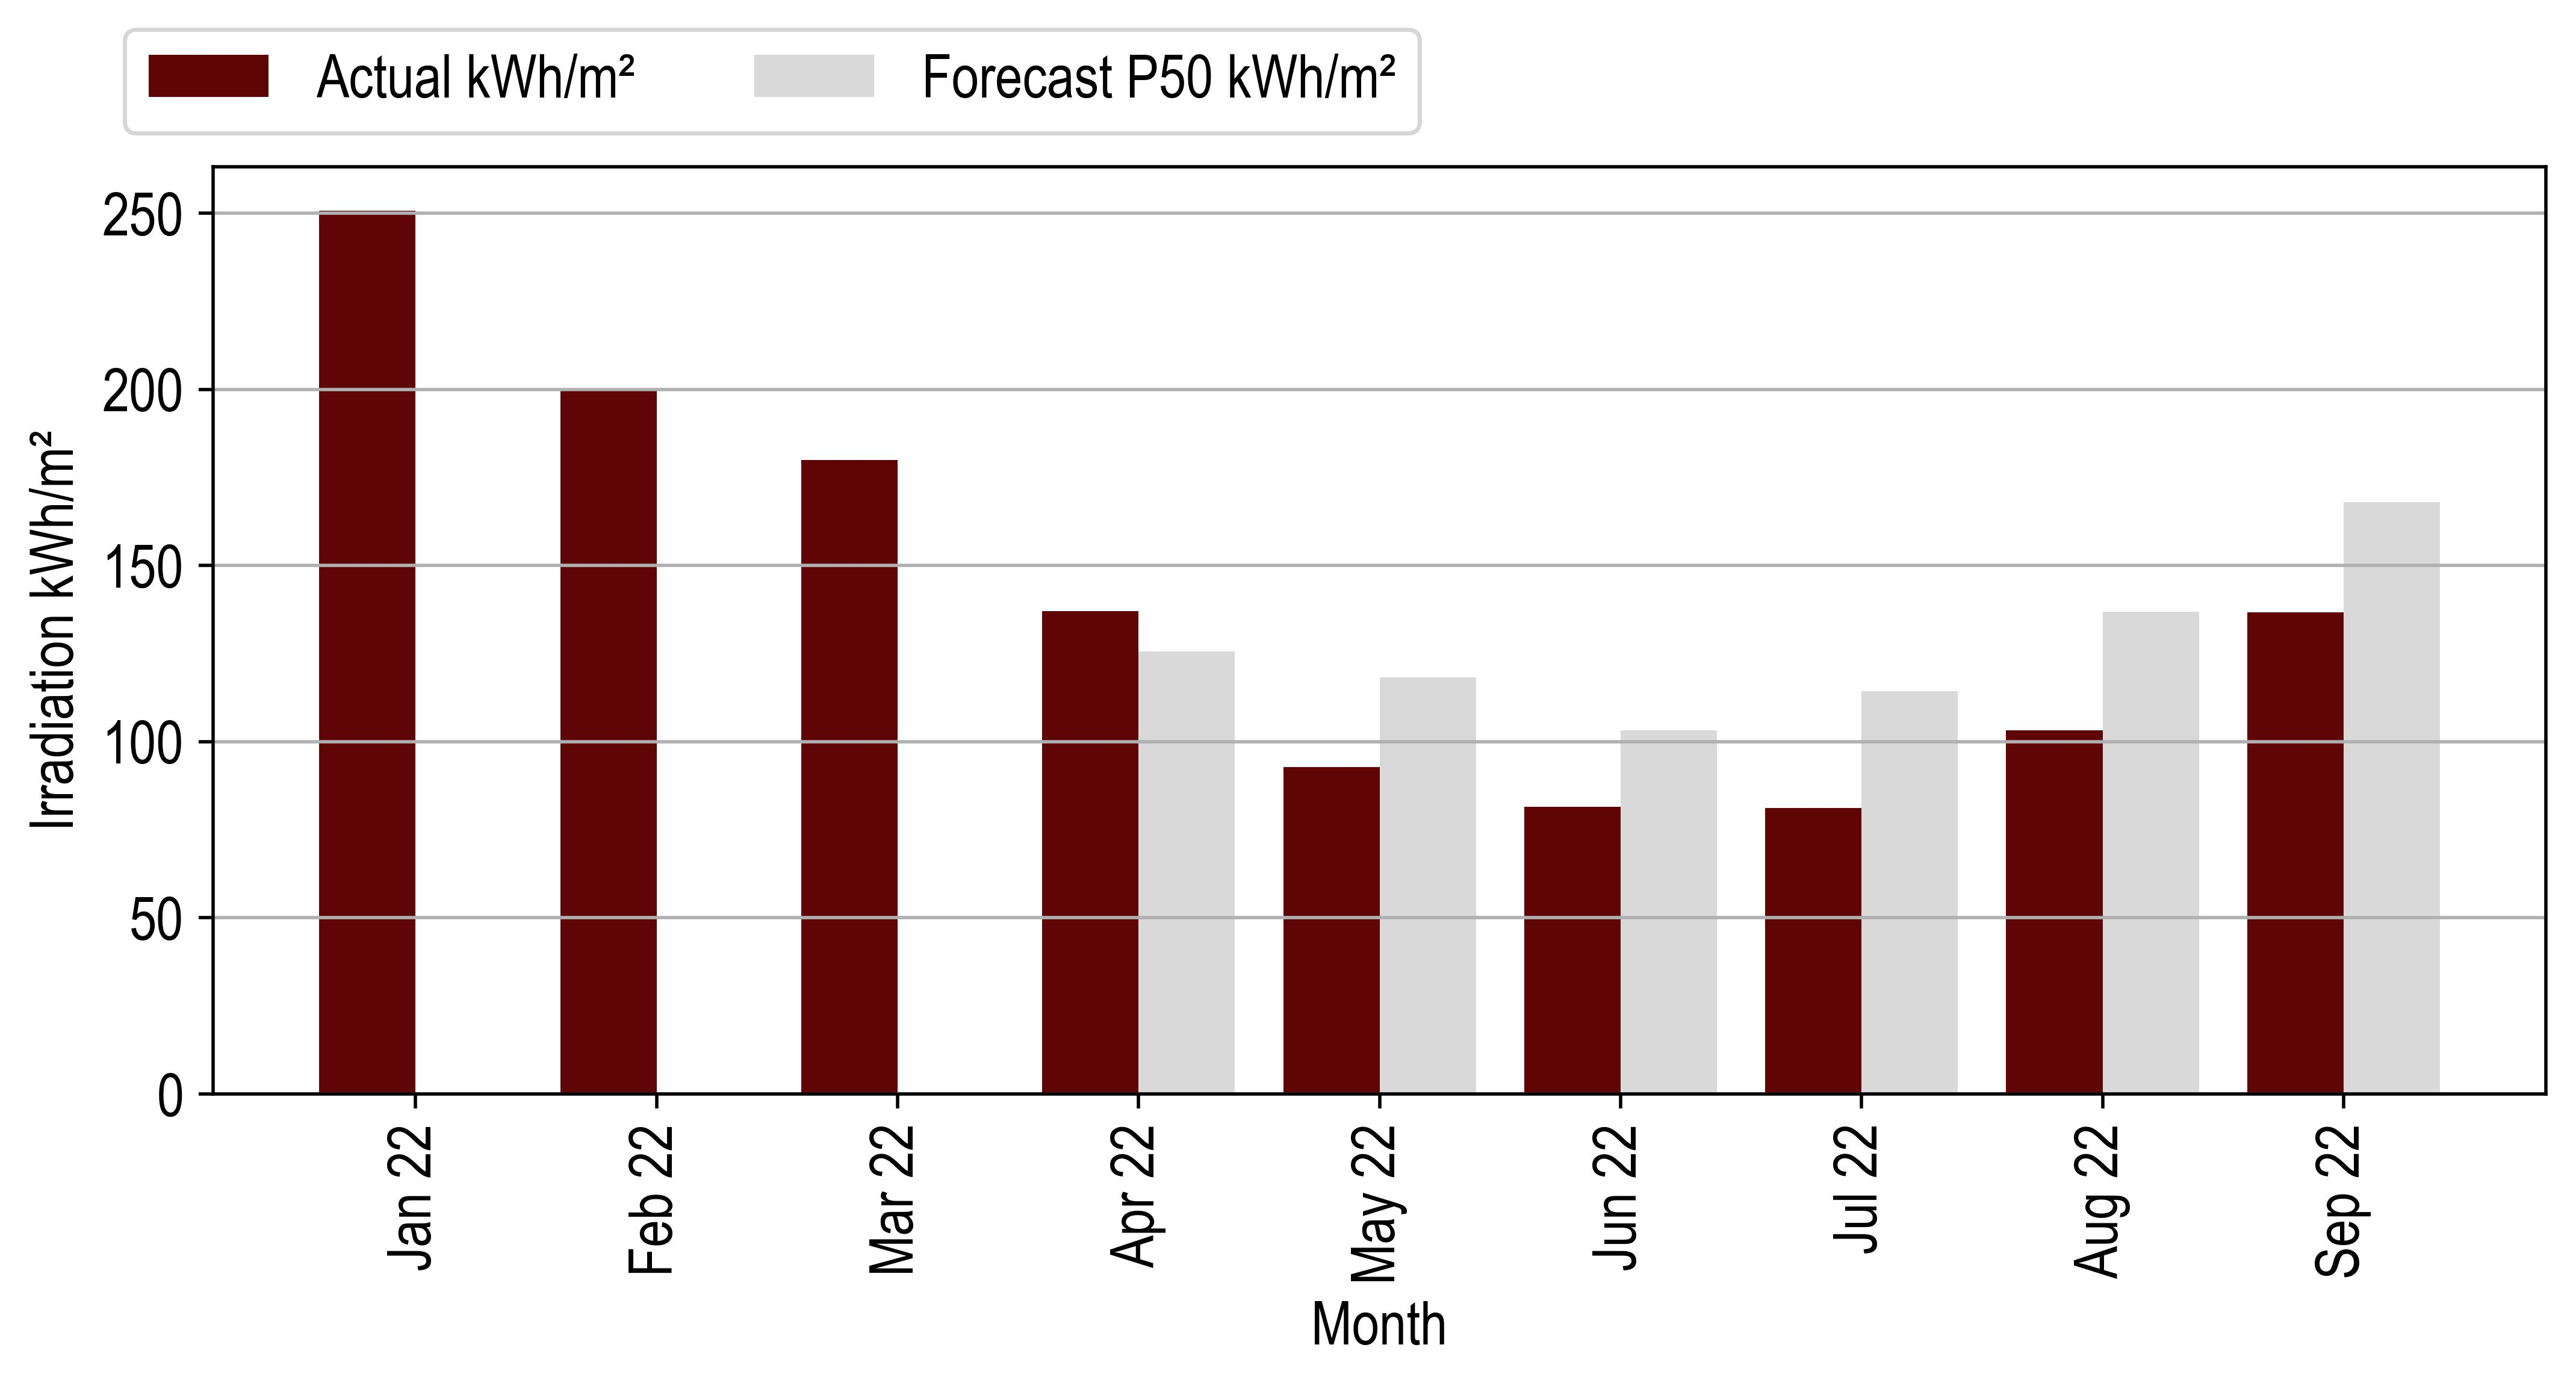 Actual kWh/m²
Forecast P50 kWh/m²
Irradiation kWh/m²
250
200
150
100
50
0
Jan 22
Feb 22
Mar 22
Apr 22
May 22
Jun 22
Jul 22
Aug 22
Sep 22
Month